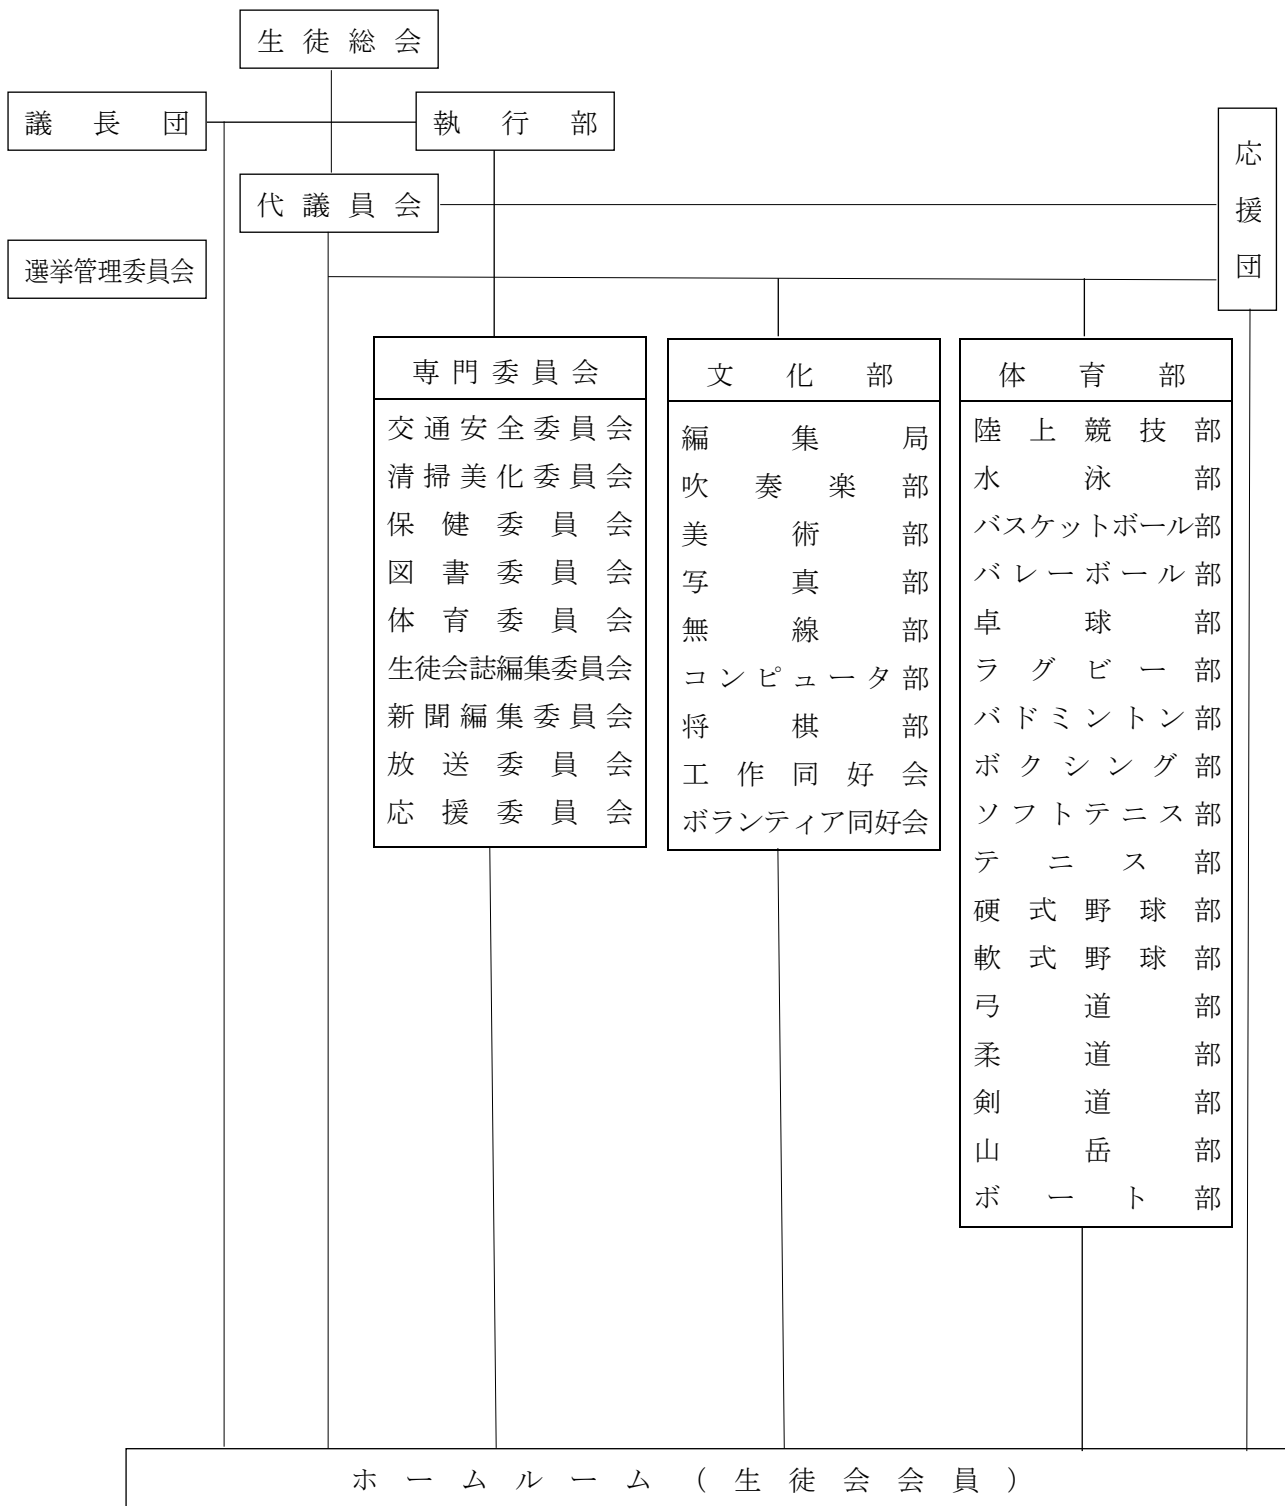 生徒総会
議長団
執行部
応援団
代議員会
選挙管理委員会
専門委員会
交通安全委員会
清掃美化委員会
保健委員会
図書委員会
体育委員会
生徒会誌編集委員会
新聞編集委員会
放送委員会
応援委員会
文化部
編集局
吹奏楽部
美術部
写真部
無線部
コンピュータ部
将棋部
工作同好会
ボランティア同好会
体育部
陸上競技部
水泳部
バスケットボール部
バレーボール部
卓球部
ラグビー部
バドミントン部
ボクシング部
ソフトテニス部
テニス部
硬式野球部
軟式野球部
弓道部
柔道部
剣道部
山岳部
ボート部
ホームルーム(生徒会会員)